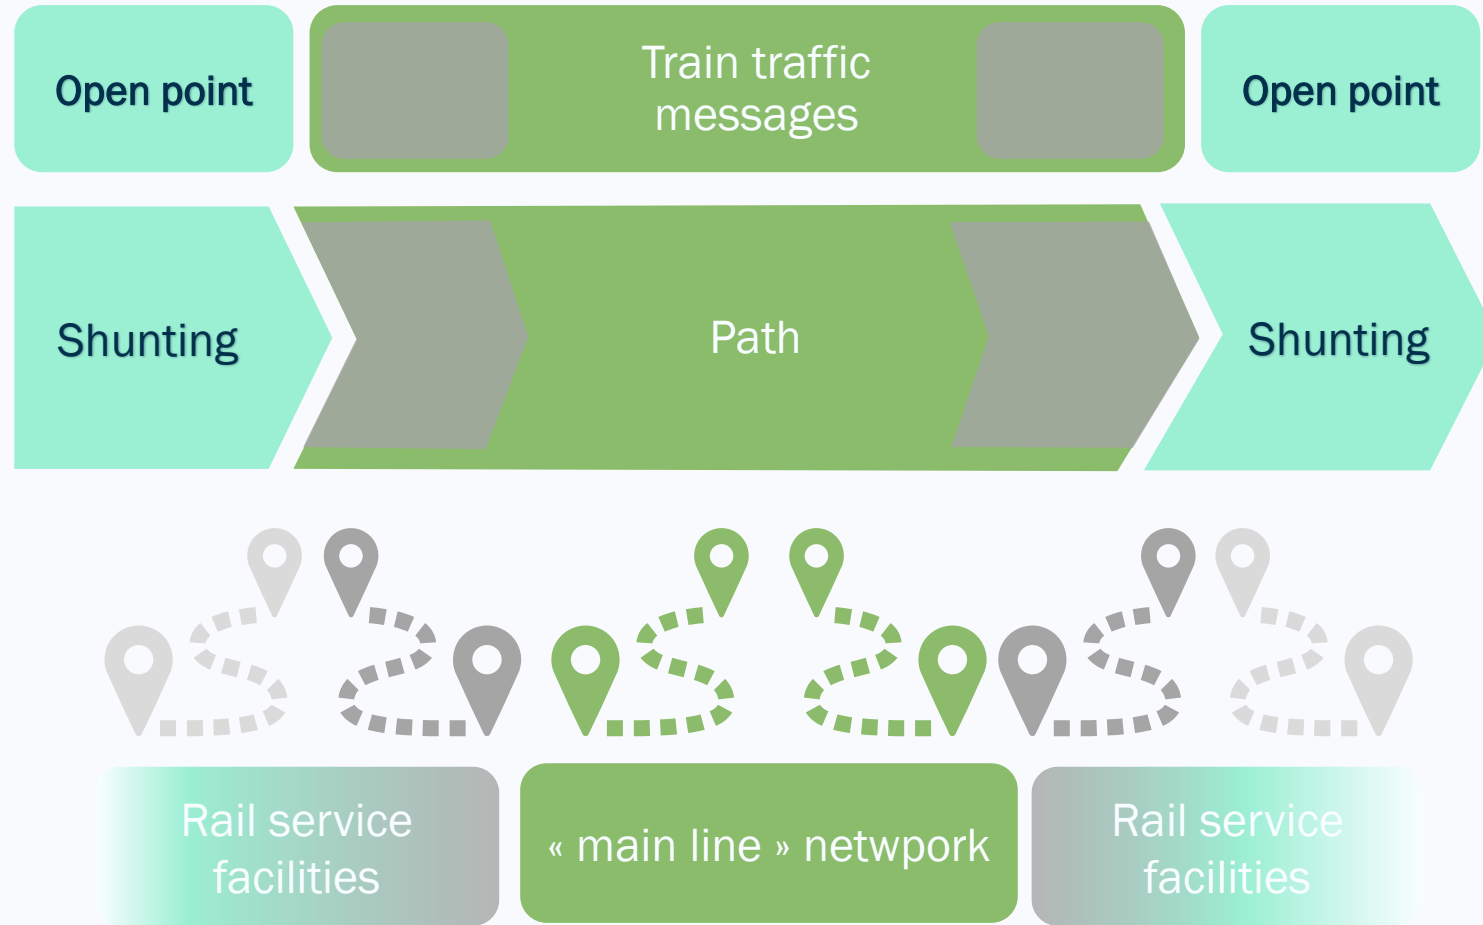 Open point
Train traffic
messages
Open point
Shunting
Path
Shunting
Rail service
facilities
« main line » netwpork
Rail service
facilities